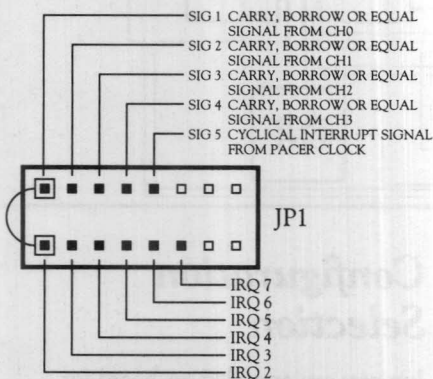 SIG 1 CARRY, BORROW OR EQUAL
SIGNAL FROM CH0
SIG 2 CARRY, BORROW OR EQUAL
SIGNAL FROM CH1
SIG 3 CARRY, BORROW OR EQUAL
SIGNAL FROM CH2
SIG 4 CARRY, BORROW OR EQUAL
SIGNAL FROM CH3
SIG 5 CYCLICAL INTERRUPT SIGNAL
FROM PACER CLOCK
JP1
IRQ 7
IRQ 6
IRQ 5
IRQ 4
IRQ 3
IRQ 2